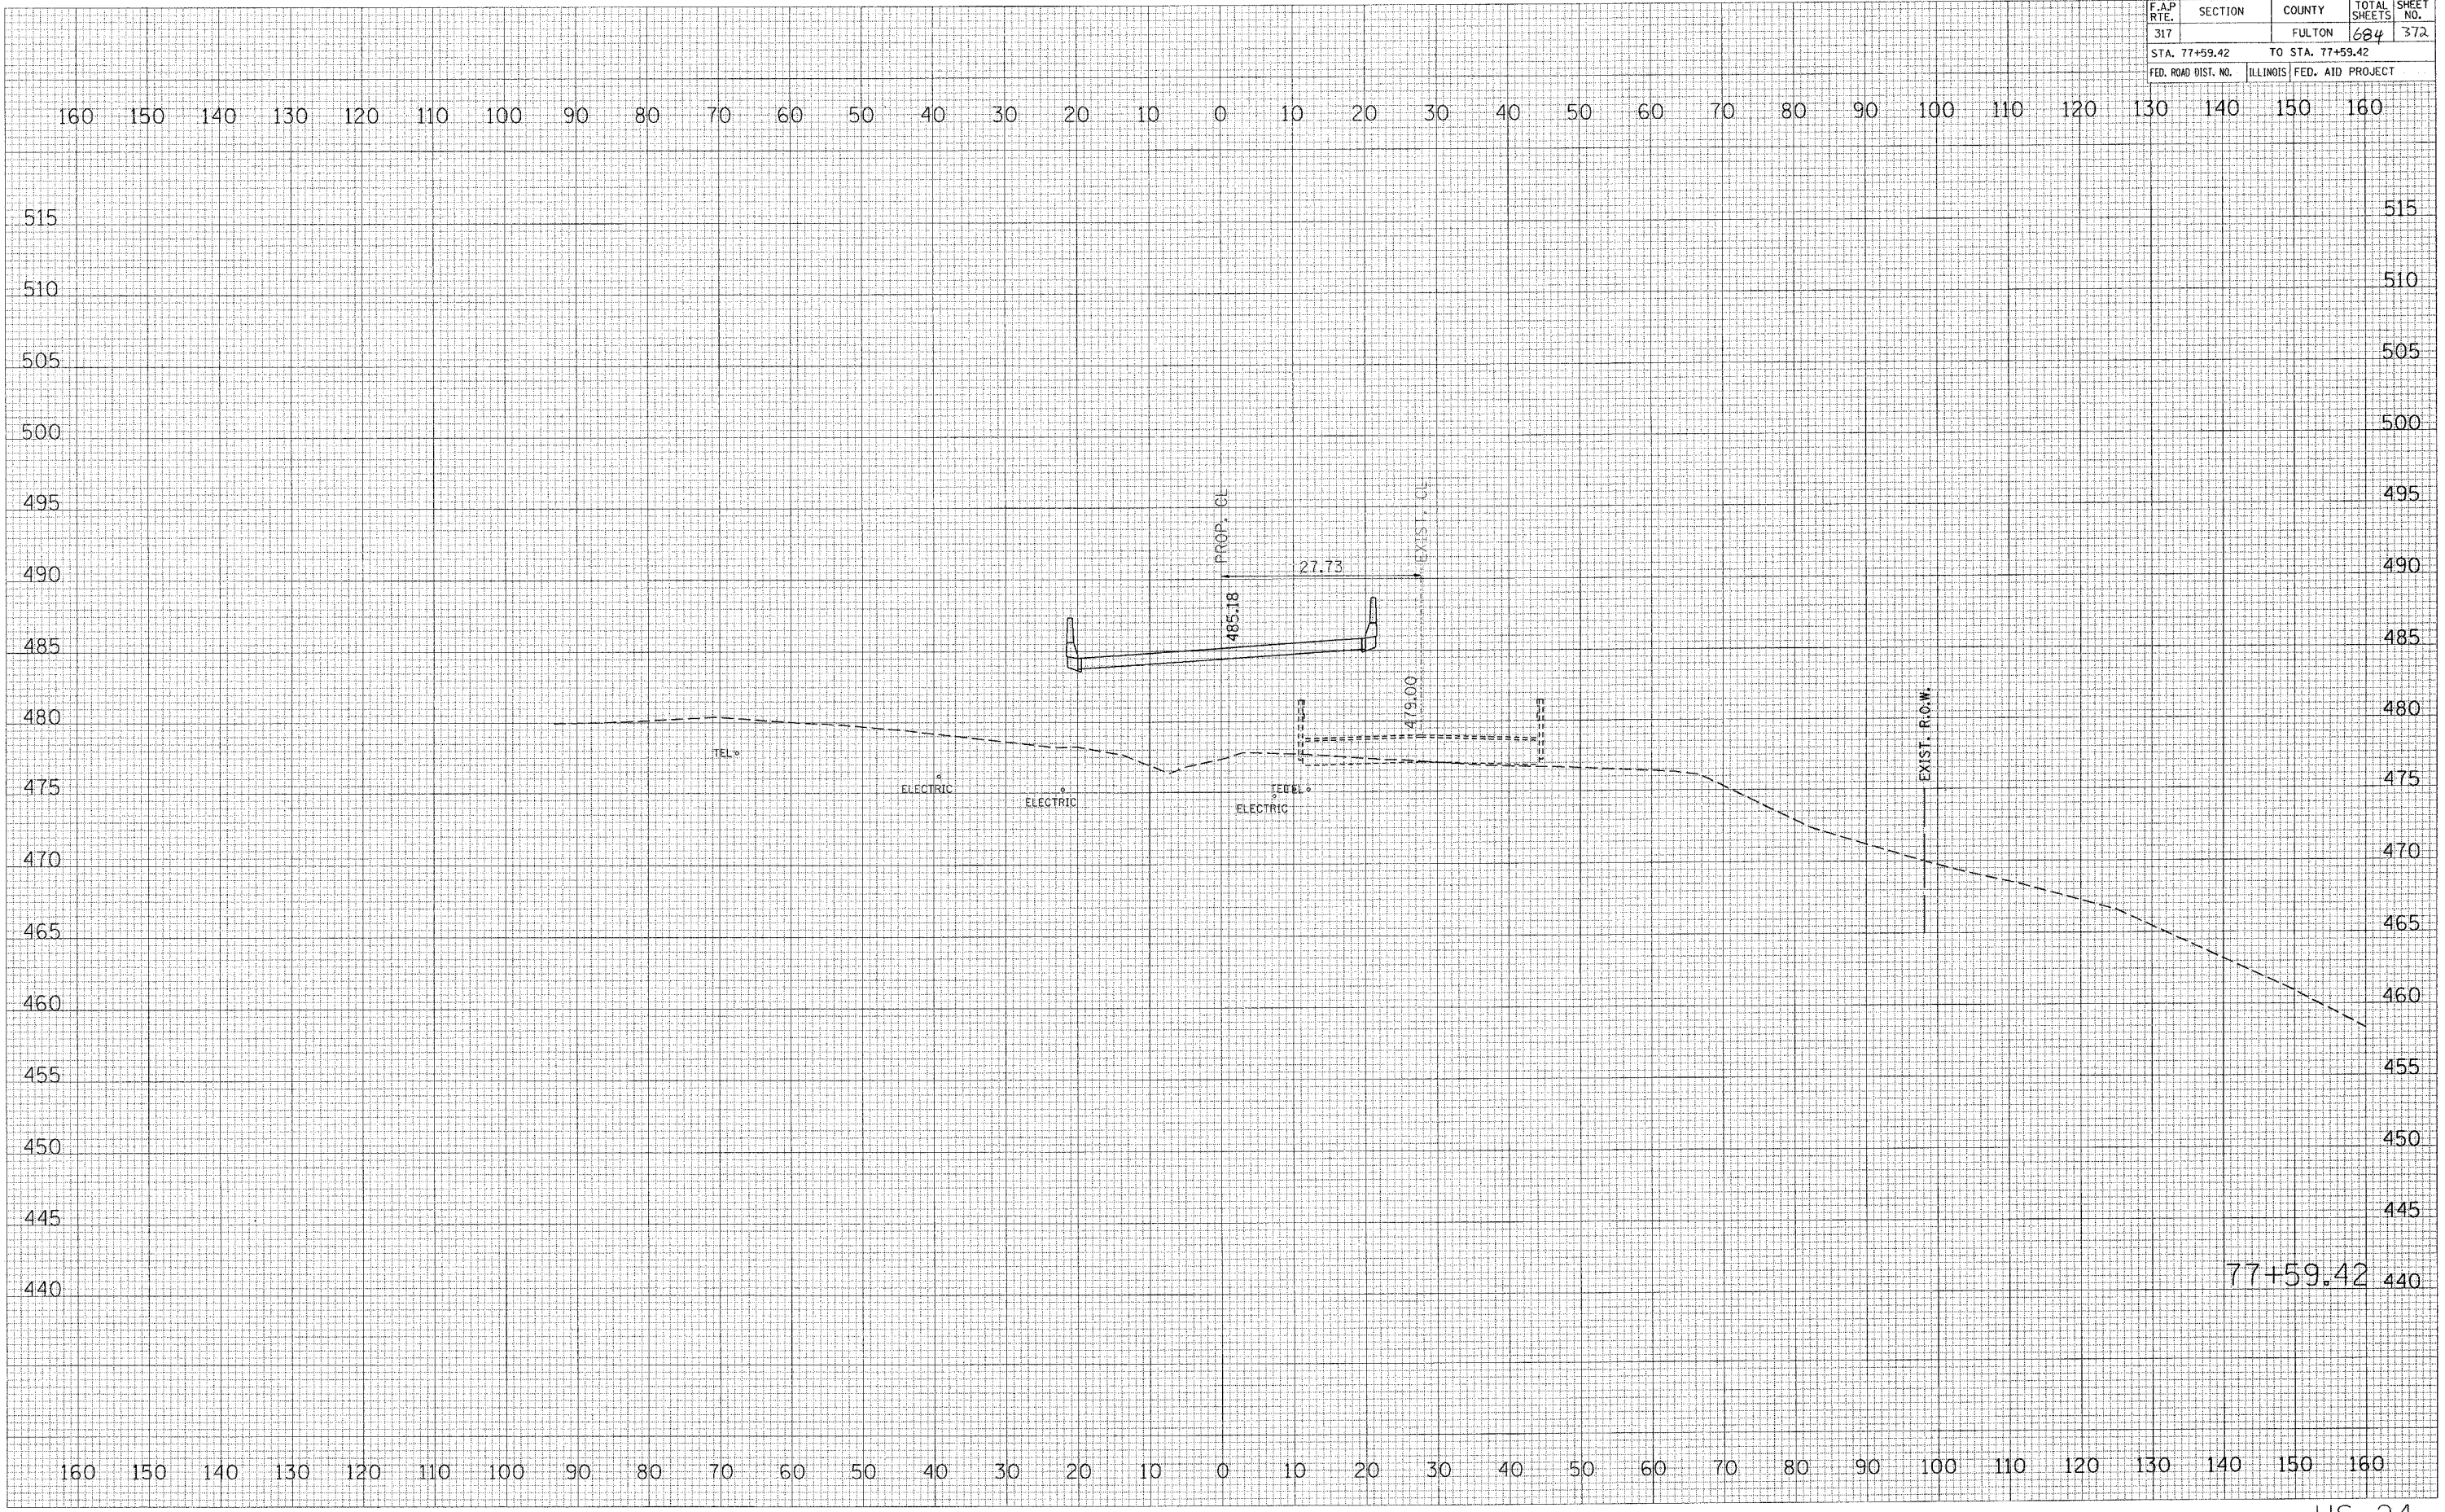 F.A.P RTE. SECTION COUNTY TOTAL SHEETS SHEET NO.
317 FULTON 684 372
STA. 77+59.42 TO STA. 77+59.42
FED. ROAD DIST. NO. ILLINOIS FED. AID PROJECT
160 150 140 130 120 110 100 90 80 70 60 50 40 30 20 10 0 10 20 30 40 50 60 70 80 90 100 110 120 130 140 150 160
515 515
510 510
505 505
500 500
495 495
PROP. CL
EXIST. CL
490 490
27.73
485.18
485 485
479.00
EXIST. R.O.W.
480 480
TEL
475 475
ELECTRIC
ELECTRIC
ELECTRIC
470 470
465 465
460 460
455 455
450 450
445 445
440 77+59.42 440
160 150 140 130 120 110 100 90 80 70 60 50 40 30 20 10 0 10 20 30 40 50 60 70 80 90 100 110 120 130 140 150 160